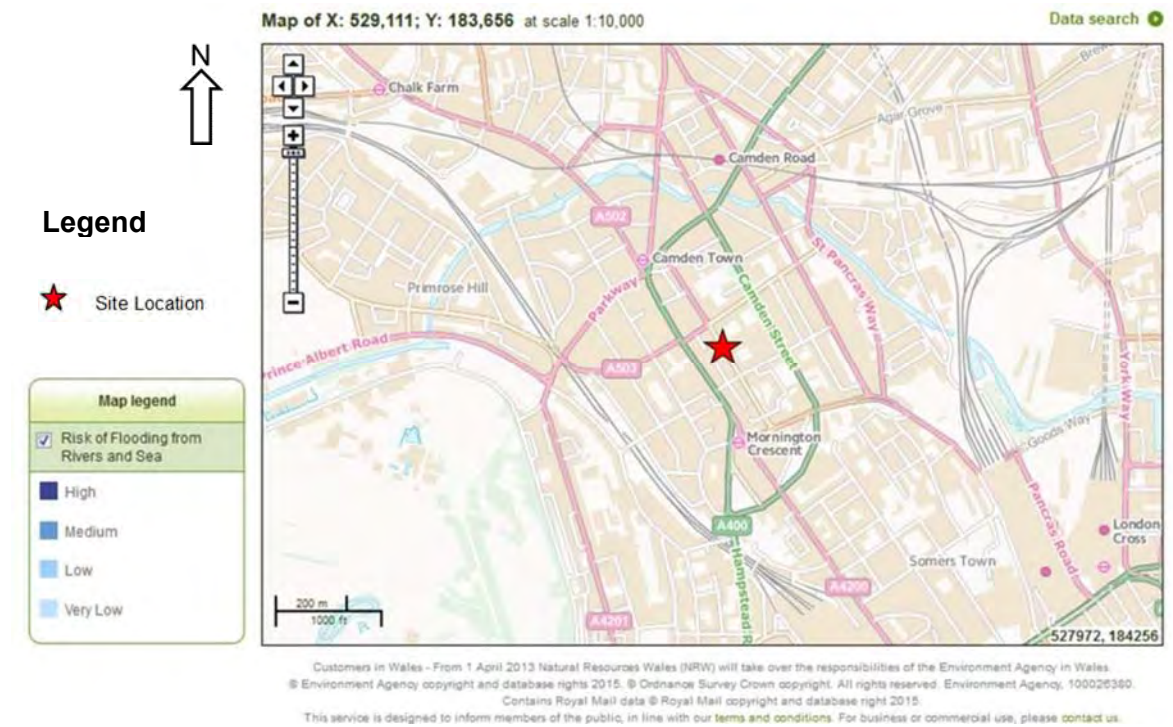 Map of X: 529,111; Y: 183,656 at scale 1:10,000
Data search
N
Legend
Site Location
Map legend
Risk of Flooding from
Rivers and Sea
High
Medium
Low
Very Low
Chalk Farm
Agar Grove
Camden Road
A502
Camden Town
St Pancras Way
Primrose Hill
Parkway
Camden Street
Prince Albert Road
A503
York Way
Mornington
Crescent
Goods Way
Pancras Road
A400
London
Cross
Somers Town
Hampstead R
A4200
A4201
200 m
1000 ft
527972, 184256
Customers in Wales - From 1 April 2013 Natural Resources Wales (NRW) will take over the responsibilities of the Environment Agency in Wales.
© Environment Agency copyright and database rights 2015. © Ordnance Survey Crown copyright. All rights reserved. Environment Agency, 100026380.
Contains Royal Mail data © Royal Mail copyright and database right 2015.
This service is designed to inform members of the public, in line with our terms and conditions. For business or commercial use, please contact us.